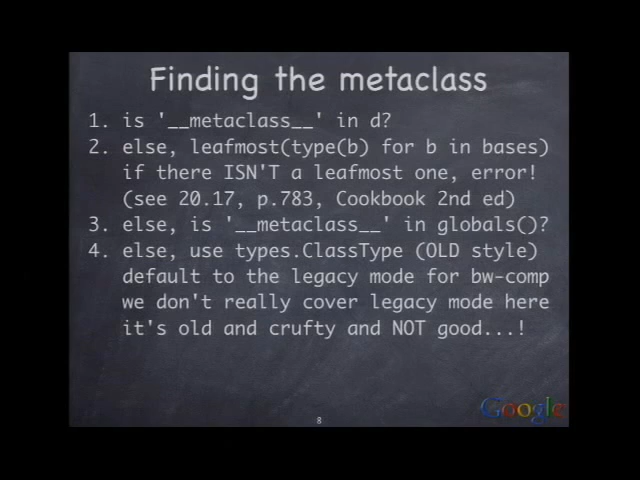 Finding the metaclass
1. is '__metaclass__' in d?
2. else, leafmost(type(b) for b in bases)
if there ISN'T a leafmost one, error!
(see 20.17, p.783, Cookbook 2nd ed)
3. else, is '__metaclass__' in globals()?
4. else, use types.ClassType (OLD style)
default to the legacy mode for bw-comp
we don't really cover legacy mode here
it's old and crufty and NOT good...!
Google
8